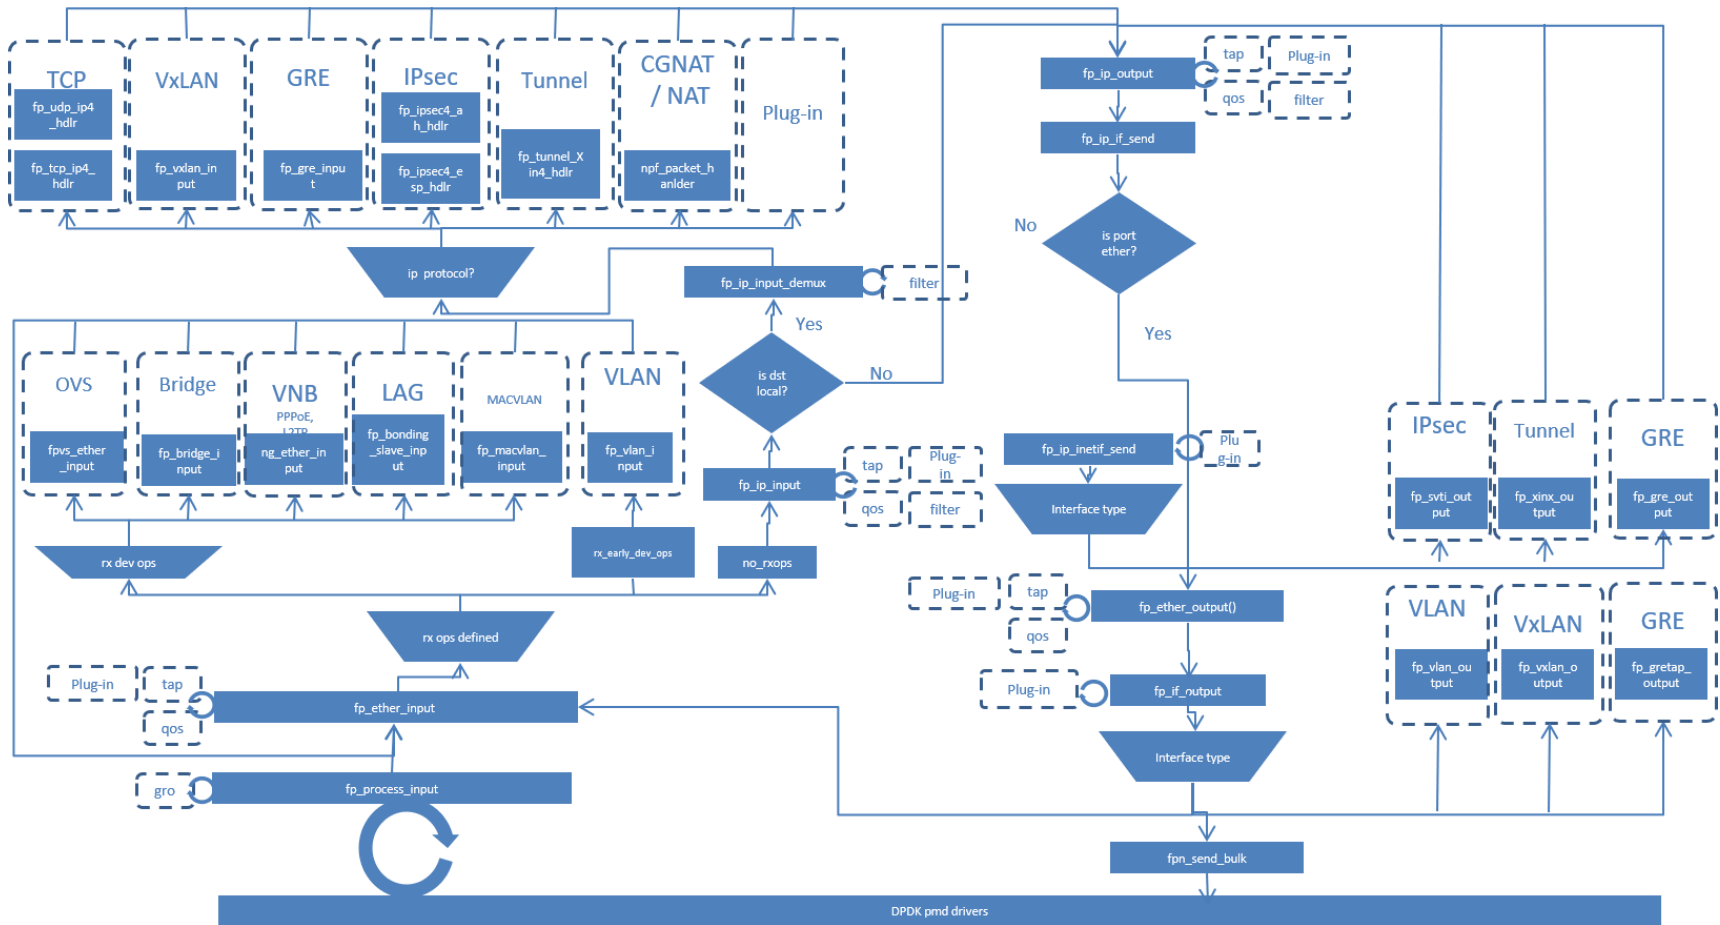 TCP
fp_udp_ip4
_hdlr
fp_tcp_ip4_
hdlr
VxLAN
fp_vxlan_in
put
GRE
fp_gre_inpu
t
IPsec
fp_ipsec4_a
h_hdlr
fp_ipsec4_e
sp_hdlr
Tunnel
fp_tunnel_X
in4_hdlr
CGNAT
/ NAT
npf_packet_h
anlder
Plug-in
fp_ip_output
tap
Plug-in
qos
filter
fp_ip_if_send
No
is port
ether?
Yes
ip protocol?
fp_ip_input_demux
filter
Yes
is dst
local?
No
OVS
fpvs_ether
_input
Bridge
fp_bridge_i
nput
VNB
PPPoE,
L2TP
ng_ether_in
put
LAG
fp_bonding
_slave_inp
ut
MACVLAN
fp_macvlan_
input
VLAN
fp_vlan_i
nput
fp_ip_input
tap
Plug-
in
qos
filter
fp_ip_inetif_send
Plu
g-in
Interface type
IPsec
fp_svti_out
put
Tunnel
fp_xinx_ou
tput
GRE
fp_gre_out
put
rx dev ops
rx_early_dev_ops
no_rxops
rx ops defined
Plug-in
tap
qos
fp_ether_output()
Plug-in
fp_if_output
Interface type
VLAN
fp_vlan_ou
tput
VxLAN
fp_vxlan_o
utput
GRE
fp_gretap_
output
Plug-in
tap
qos
fp_ether_input
gro
fp_process_input
fpn_send_bulk
DPDK pmd drivers